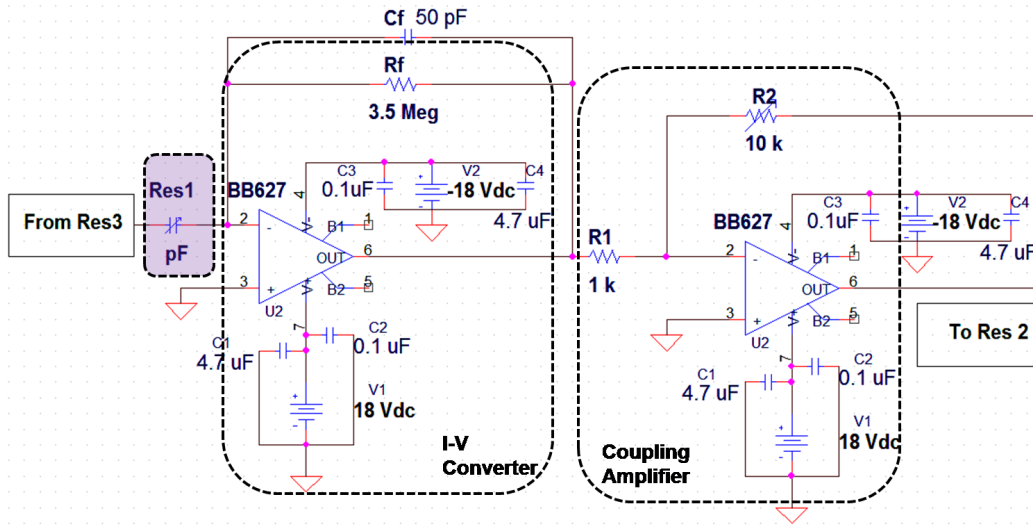 Cf 50 pF
Rf
3.5 Meg
R2
10 k
Res1
pF
From Res3
BB627
C3
0.1uF
V2
-18 Vdc
C4
4.7 uF
4
V-
2
-
B1
1
OUT
6
3
+
B2
5
V+
U2
7
C1
4.7 uF
C2
0.1 uF
V1
18 Vdc
+
-
I-V
Converter
R1
1 k
BB627
C3
0.1uF
V2
-18 Vdc
C4
4.7 uF
4
V-
2
-
B1
1
OUT
6
3
+
B2
5
V+
U2
7
To Res 2
C1
4.7 uF
C2
0.1 uF
V1
18 Vdc
+
-
Coupling
Amplifier